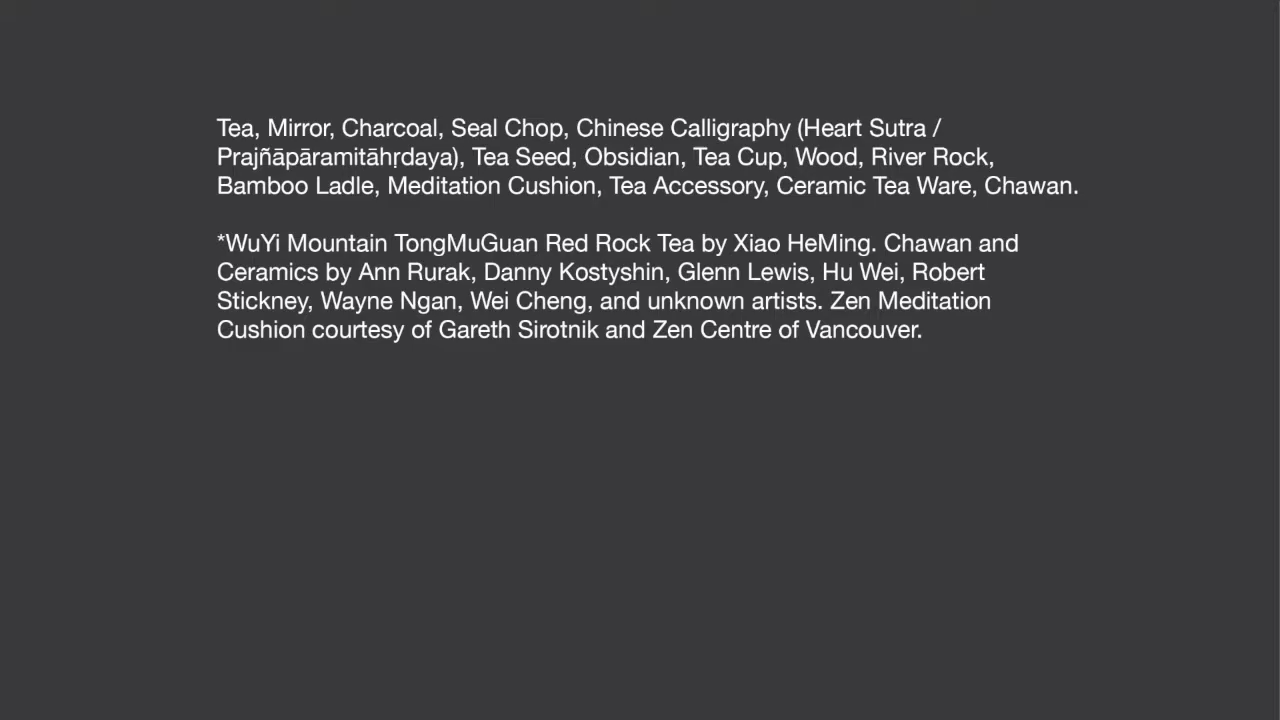 Tea, Mirror, Charcoal, Seal Chop, Chinese Calligraphy (Heart Sutra /
Prajñāpāramitāhṛdaya), Tea Seed, Obsidian, Tea Cup, Wood, River Rock,
Bamboo Ladle, Meditation Cushion, Tea Accessory, Ceramic Tea Ware, Chawan.
*WuYi Mountain TongMuGuan Red Rock Tea by Xiao HeMing. Chawan and
Ceramics by Ann Rurak, Danny Kostyshin, Glenn Lewis, Hu Wei, Robert
Stickney, Wayne Ngan, Wei Cheng, and unknown artists. Zen Meditation
Cushion courtesy of Gareth Sirotnik and Zen Centre of Vancouver.